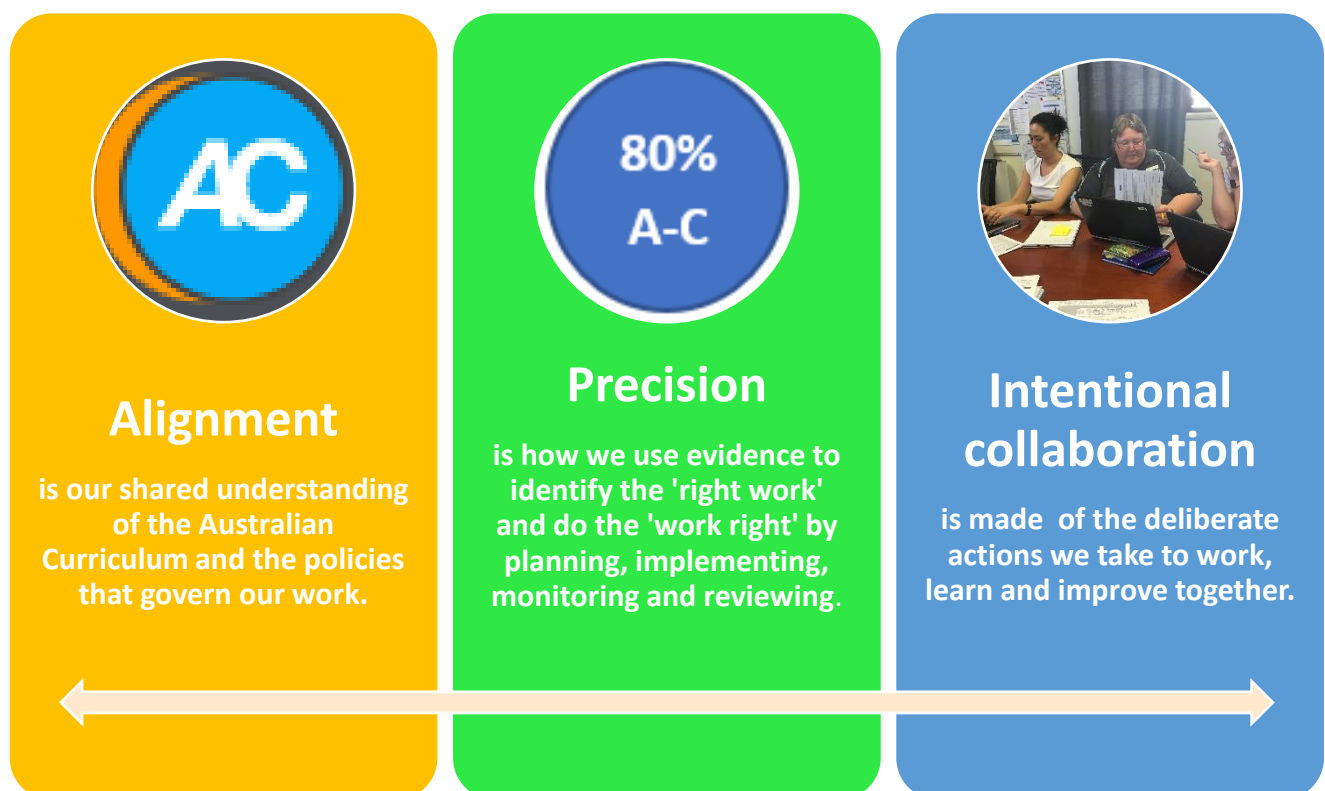 AC
Alignment
is our shared understanding
of the Australian
Curriculum and the policies
that govern our work.
80%
A-C
Precision
is how we use evidence to
identify the 'right work'
and do the 'work right' by
planning, implementing,
monitoring and reviewing.
Intentional
collaboration
is made  of the deliberate
actions we take to work,
learn and improve together.